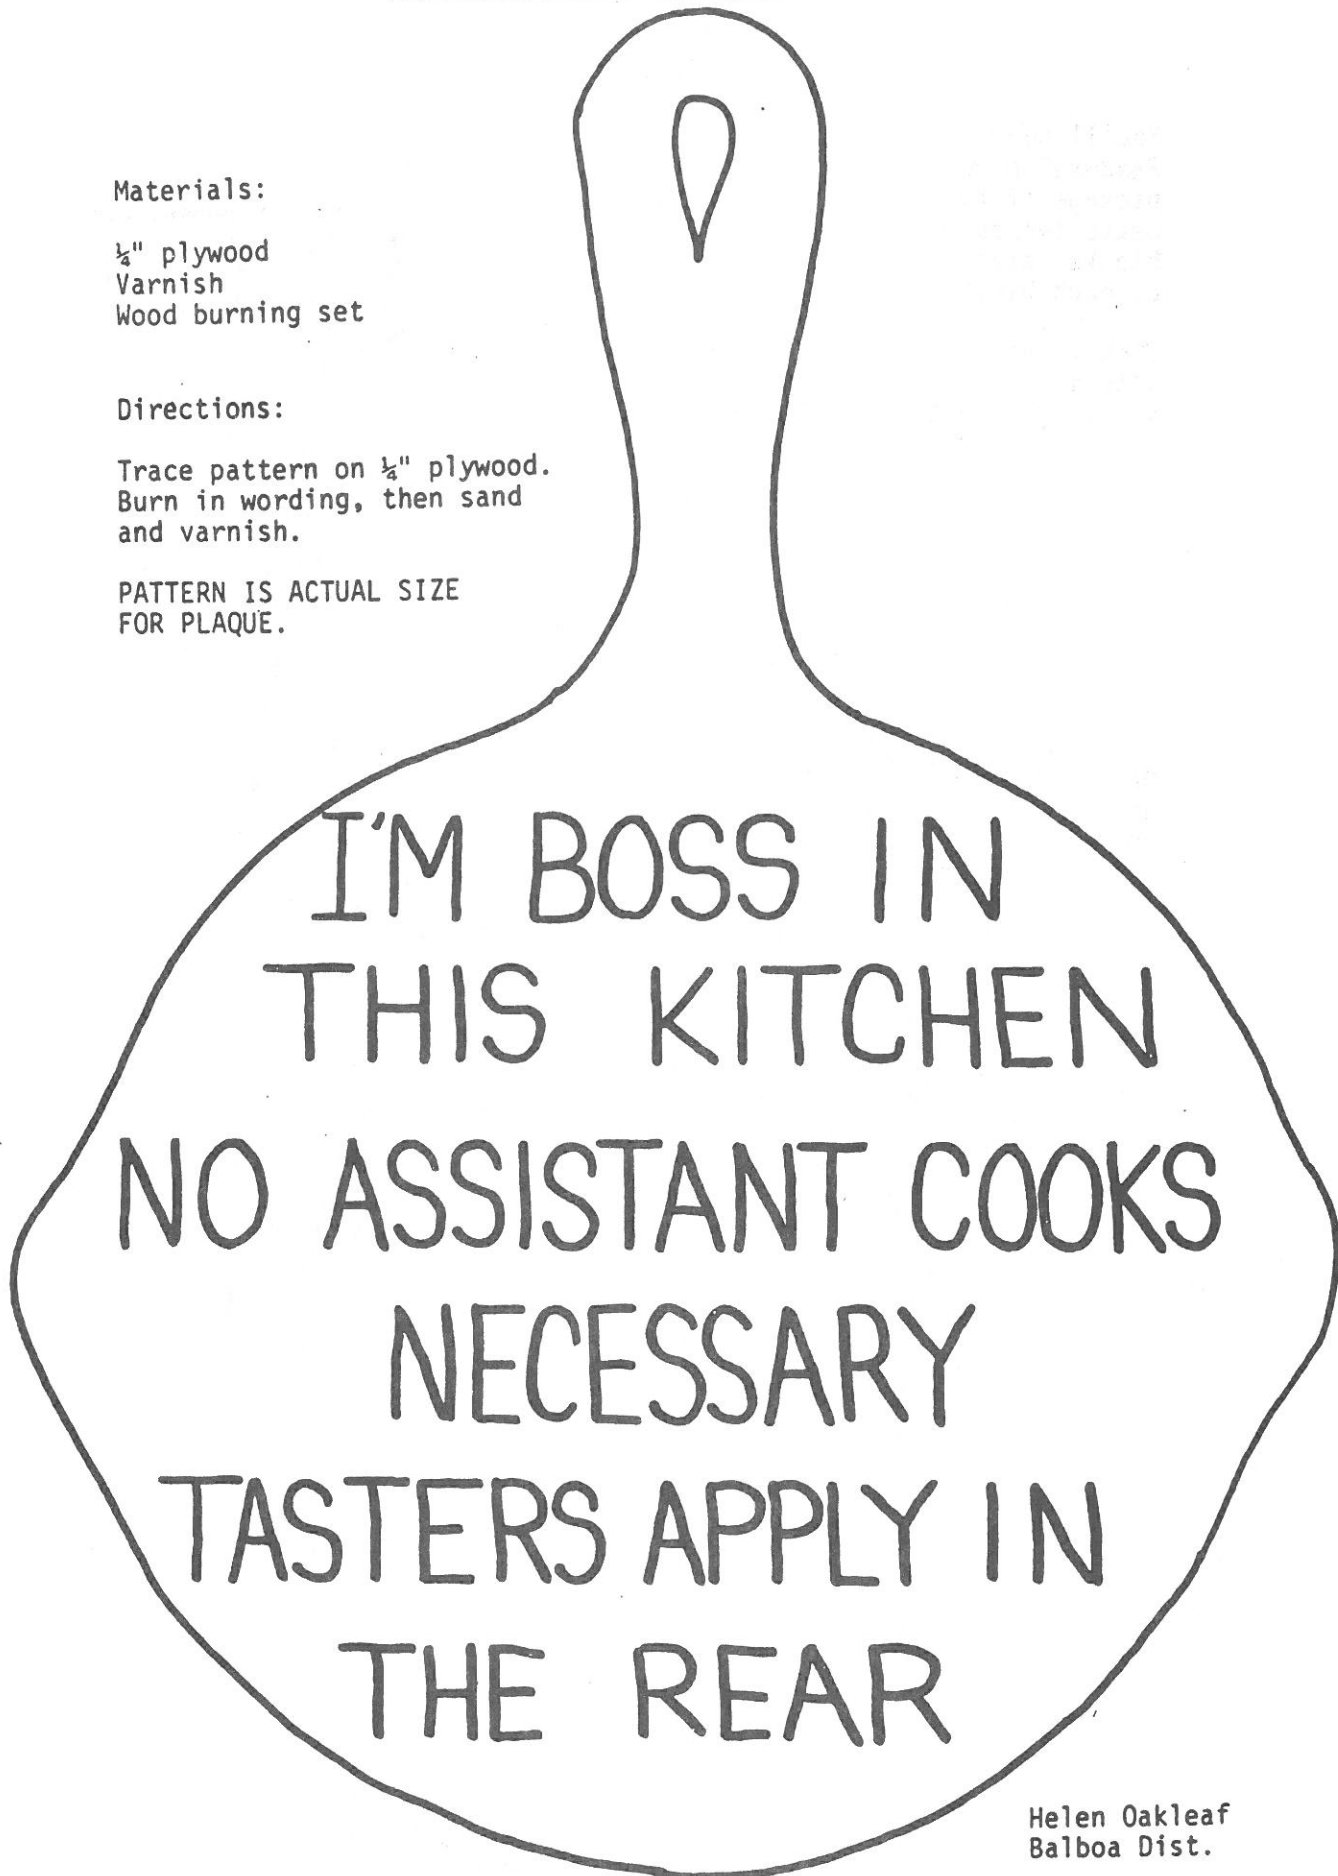 Materials:
¼" plywood
Varnish
Wood burning set
Directions:
Trace pattern on ¼" plywood.
Burn in wording, then sand
and varnish.
PATTERN IS ACTUAL SIZE
FOR PLAQUE.
I'M BOSS IN
THIS KITCHEN
NO ASSISTANT COOKS
NECESSARY
TASTERS APPLY IN
THE REAR
Helen Oakleaf
Balboa Dist.